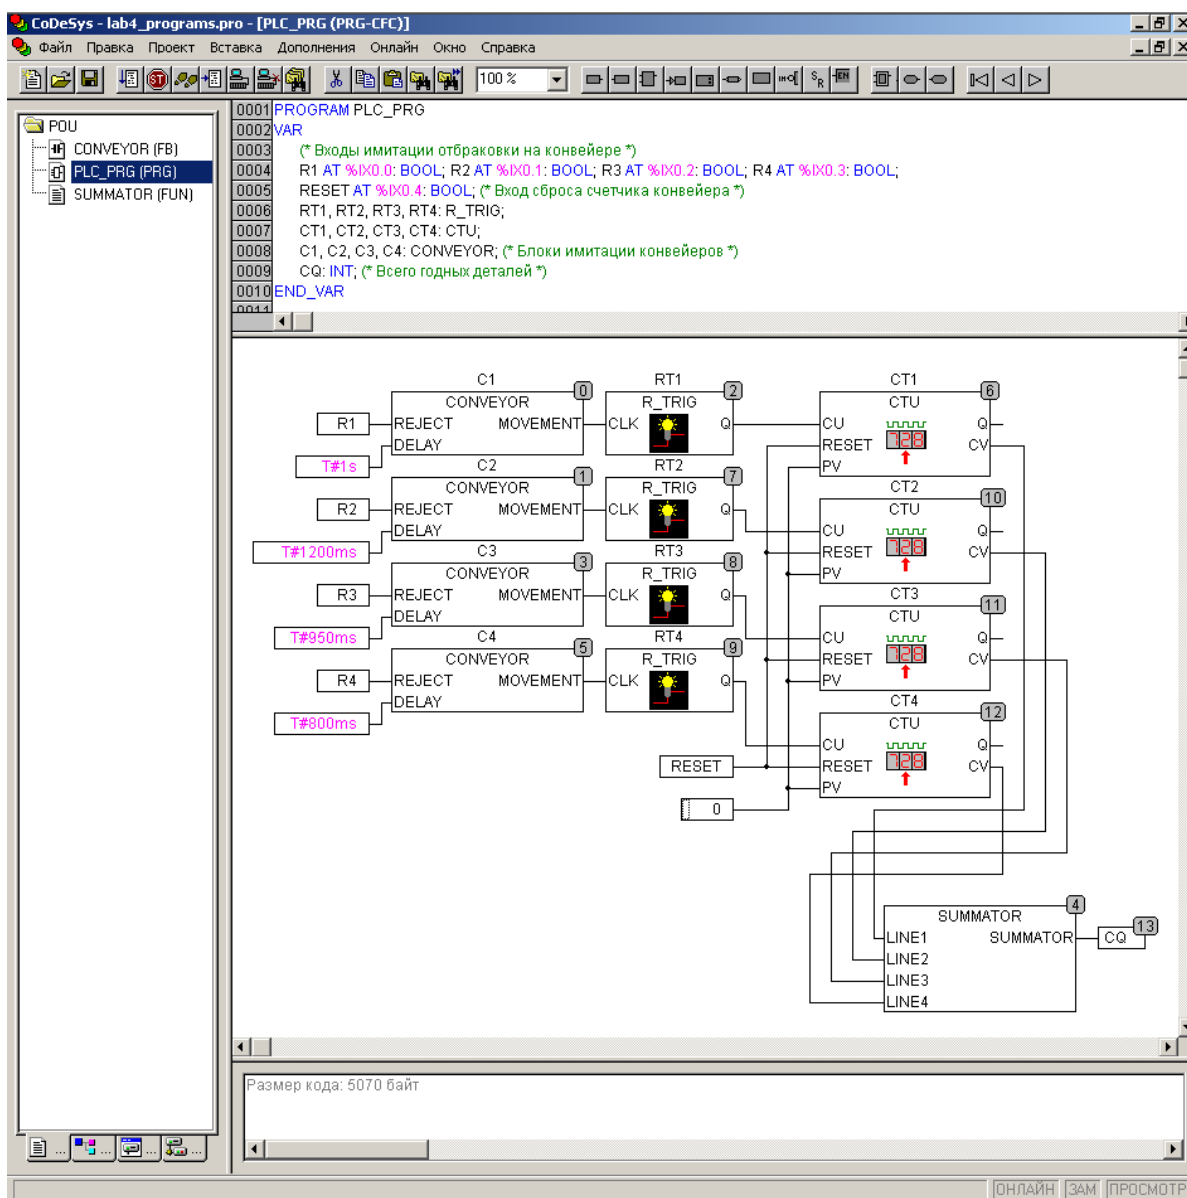 CoDeSys - lab4_programs.pro - [PLC_PRG (PRG-CFC)]
Файл Правка Проект Вставка Дополнения Онлайн Окно Справка
100 %
POU
CONVEYOR (FB)
PLC_PRG (PRG)
SUMMATOR (FUN)
0001 PROGRAM PLC_PRG
0002 VAR
0003 (* Входы имитации отбраковки на конвейере *)
0004 R1 AT %IX0.0: BOOL; R2 AT %IX0.1: BOOL; R3 AT %IX0.2: BOOL; R4 AT %IX0.3: BOOL;
0005 RESET AT %IX0.4: BOOL; (* Вход сброса счетчика конвейера *)
0006 RT1, RT2, RT3, RT4: R_TRIG;
0007 CT1, CT2, CT3, CT4: CTU;
0008 C1, C2, C3, C4: CONVEYOR; (* Блоки имитации конвейеров *)
0009 CQ: INT; (* Всего годных деталей *)
0010 END_VAR
0011
C1 RT1 CT1
0 2 6
CONVEYOR R_TRIG CTU
R1 REJECT MOVEMENT CLK Q CU Q
DELAY RESET CV
T#1s PV
C2 RT2 CT2
1 7 10
CONVEYOR R_TRIG CTU
R2 REJECT MOVEMENT CLK Q CU Q
DELAY RESET CV
T#1200ms PV
C3 RT3 CT3
3 8 11
CONVEYOR R_TRIG CTU
R3 REJECT MOVEMENT CLK Q CU Q
DELAY RESET CV
T#950ms PV
C4 RT4 CT4
5 9 12
CONVEYOR R_TRIG CTU
R4 REJECT MOVEMENT CLK Q CU Q
DELAY RESET CV
T#800ms PV
RESET
0
4
SUMMATOR
13
LINE1 SUMMATOR CQ
LINE2
LINE3
LINE4
Размер кода: 5070 байт
ОНЛАЙН ЗАМ ПРОСМОТР